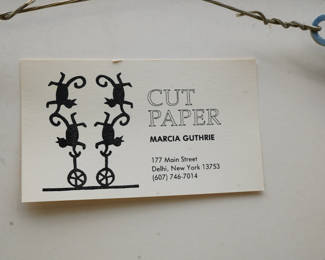 CUT
PAPER
MARCIA GUTHRIE
177 Main Street
Delhi, New York 13753
(607) 746-7014